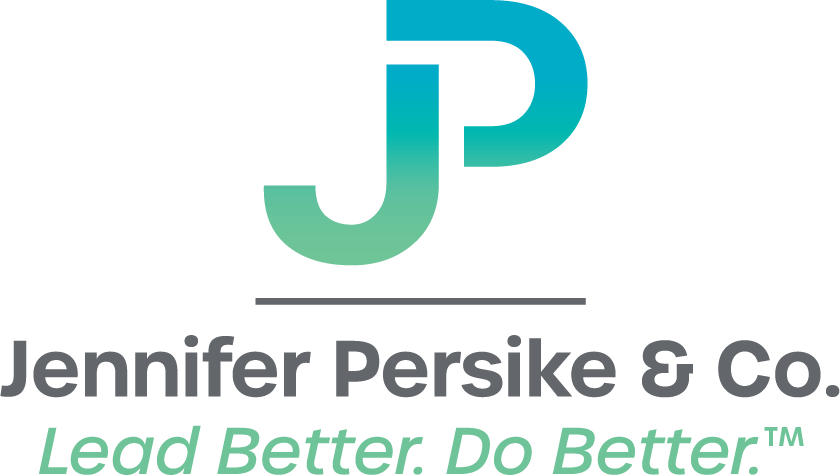 JP
Jennifer Persike & Co.
Lead Better. Do Better.™